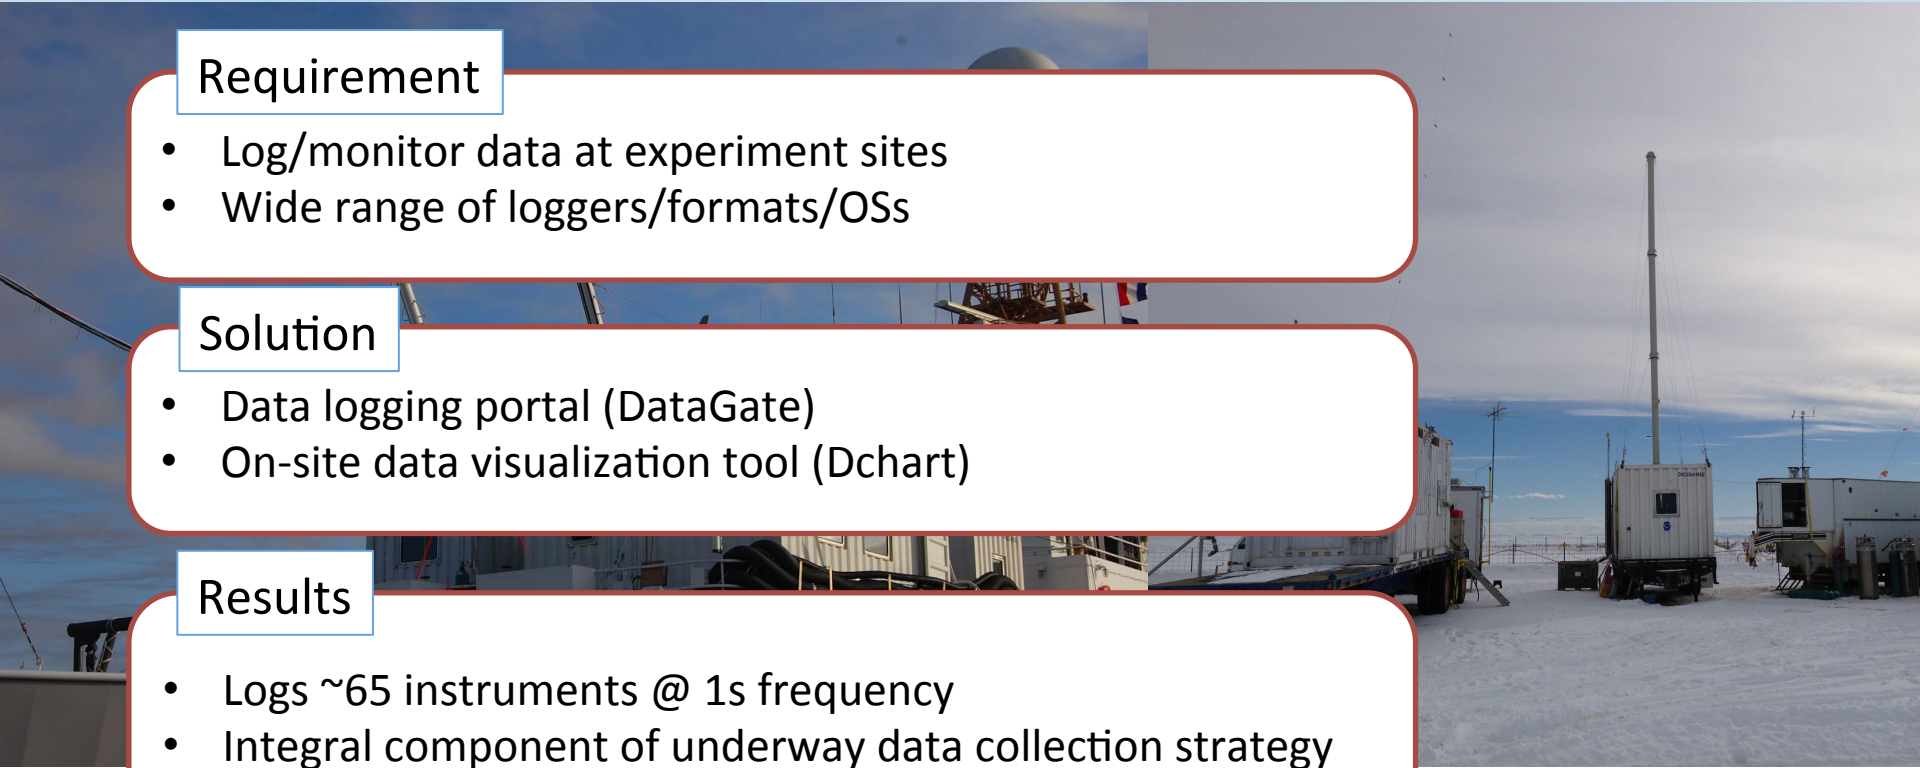 Requirement
• Log/monitor data at experiment sites
• Wide range of loggers/formats/OSs
Solution
• Data logging portal (DataGate)
• On-site data visualization tool (Dchart)
Results
• Logs ~65 instruments @ 1s frequency
• Integral component of underway data collection strategy